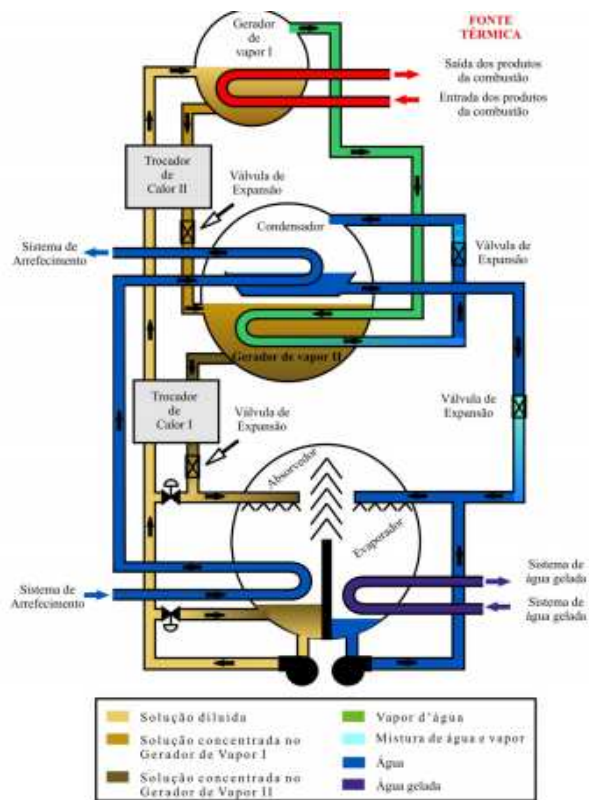 Gerador
de
vapor I
FONTE
TÉRMICA
Saída dos produtos
da combustão
Entrada dos produtos
da combustão
Trocador
de
Calor II
Válvula de
Expansão
Condensador
Sistema de
Arrefecimento
Válvula de
Expansão
Gerador de vapor II
Trocador
de
Calor I
Válvula de
Expansão
Válvula de
Expansão
Absorvedor
Evaporador
Sistema de
Arrefecimento
Sistema de
água gelada
Sistema de
água gelada
Solução diluida
Solução concentrada no
Gerador de Vapor I
Solução concentrada no
Gerador de Vapor II
Vapor d'água
Mistura de água e vapor
Água
Água gelada